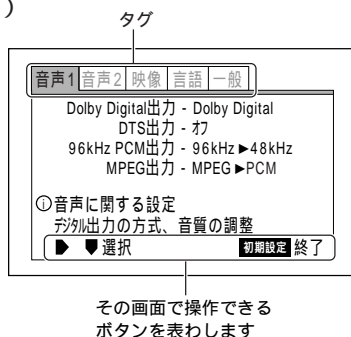 )
タグ
音声1 音声2 映像 言語 一般
Dolby Digital出力 - Dolby Digital
DTS出力 - オフ
96kHz PCM出力 - 96kHz ►48kHz
MPEG出力 - MPEG ►PCM
ⓘ音声に関する設定
デジタル出力の方式、音質の調整
► ▼選択 初期設定 終了
その画面で操作できる
ボタンを表わします